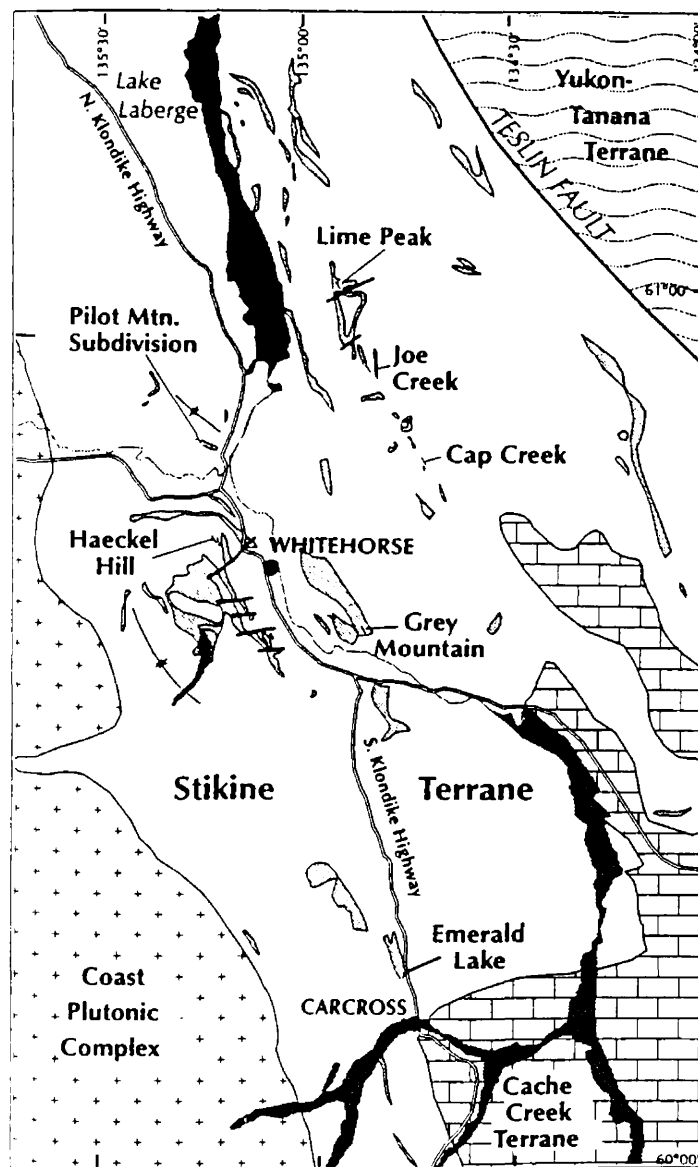 135°30'
135°00'
134°30'
Lake
Laberge
N. Klondike Highway
Yukon-
Tanana
Terrane
TESLIN FAULT
Lime Peak
61°00'
Pilot Mtn.
Subdivision
Joe
Creek
Cap Creek
Haeckel
Hill
WHITEHORSE
Grey
Mountain
Stikine
Terrane
S. Klondike Highway
Emerald
Lake
Coast
Plutonic
Complex
CARCROSS
Cache
Creek
Terrane